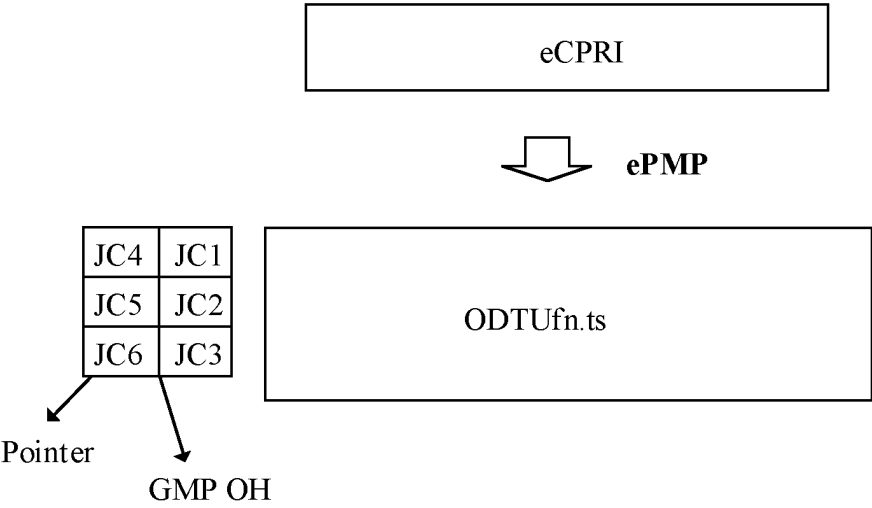 eCPRI
ePMP
JC4 JC1
JC5 JC2
JC6 JC3
ODTUfn.ts
Pointer
GMP OH